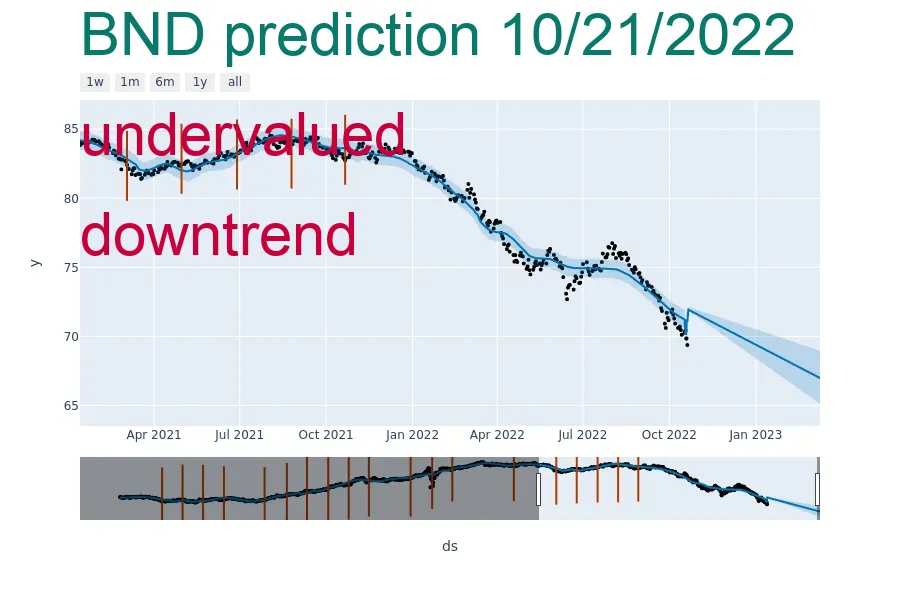 BND prediction 10/21/2022
1w 1m 6m 1y all
undervalued
downtrend
85
80
75
70
65
y
Apr 2021 Jul 2021 Oct 2021 Jan 2022 Apr 2022 Jul 2022 Oct 2022 Jan 2023
ds